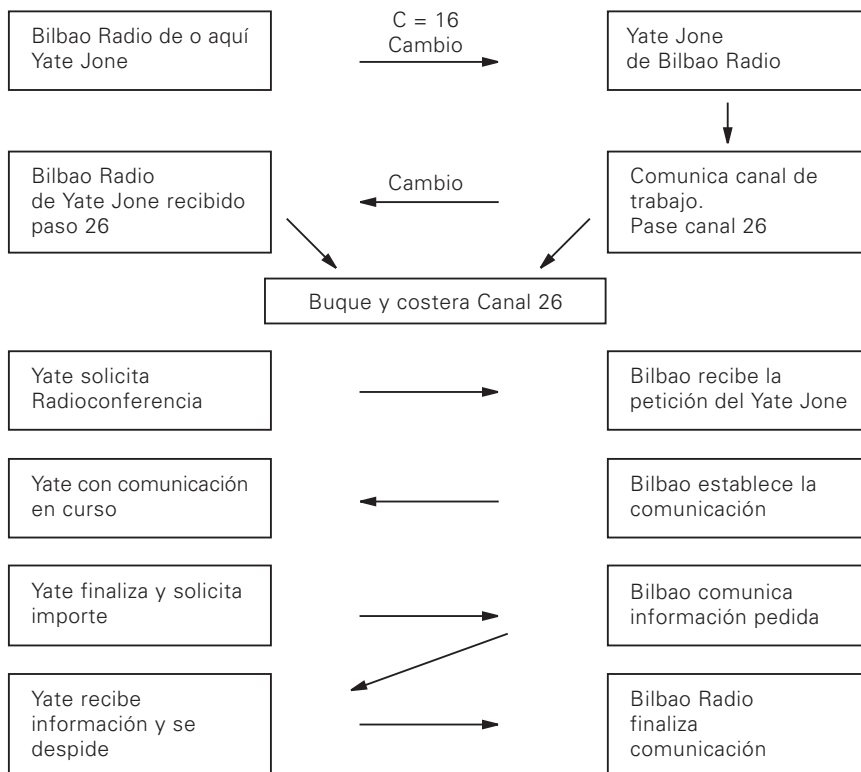 Bilbao Radio de o aquí
Yate Jone
C = 16
Cambio
Yate Jone
de Bilbao Radio
Bilbao Radio
de Yate Jone recibido
paso 26
Cambio
Comunica canal de
trabajo.
Pase canal 26
Buque y costera Canal 26
Yate solicita
Radioconferencia
Bilbao recibe la
petición del Yate Jone
Yate con comunicación
en curso
Bilbao establece la
comunicación
Yate finaliza y solicita
importe
Bilbao comunica
información pedida
Yate recibe
información y se
despide
Bilbao Radio
finaliza
comunicación